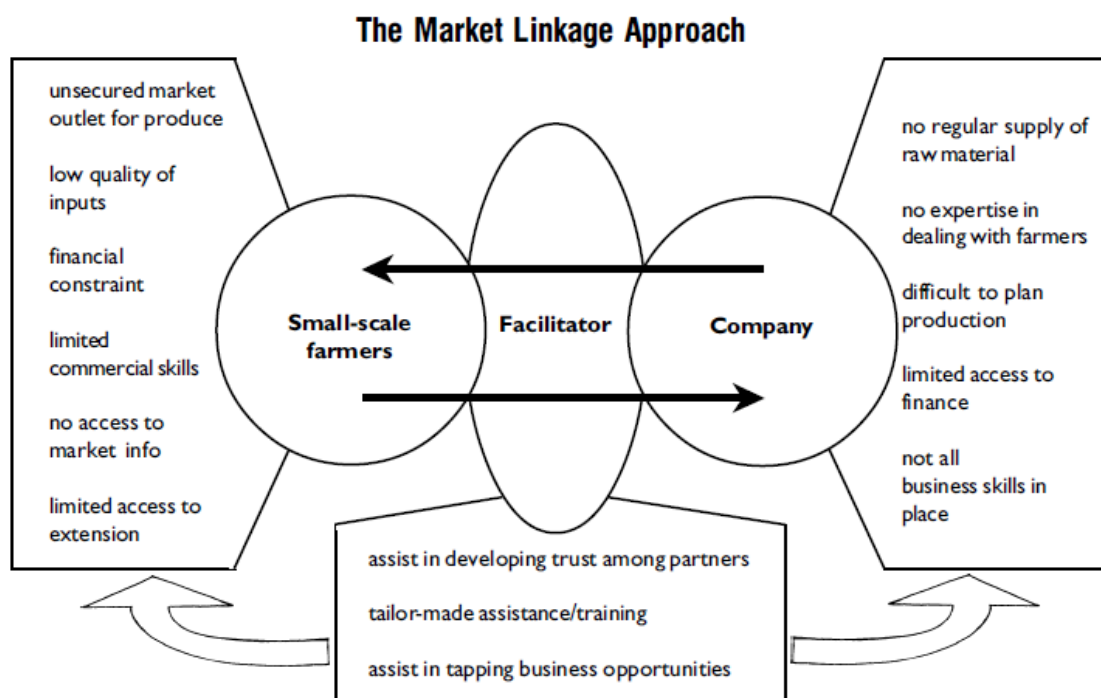 The Market Linkage Approach
unsecured market
outlet for produce
low quality of
inputs
financial
constraint
limited
commercial skills
no access to
market info
limited access to
extension
Small-scale
farmers
Facilitator
Company
no regular supply of
raw material
no expertise in
dealing with farmers
difficult to plan
production
limited access to
finance
not all
business skills in
place
assist in developing trust among partners
tailor-made assistance/training
assist in tapping business opportunities